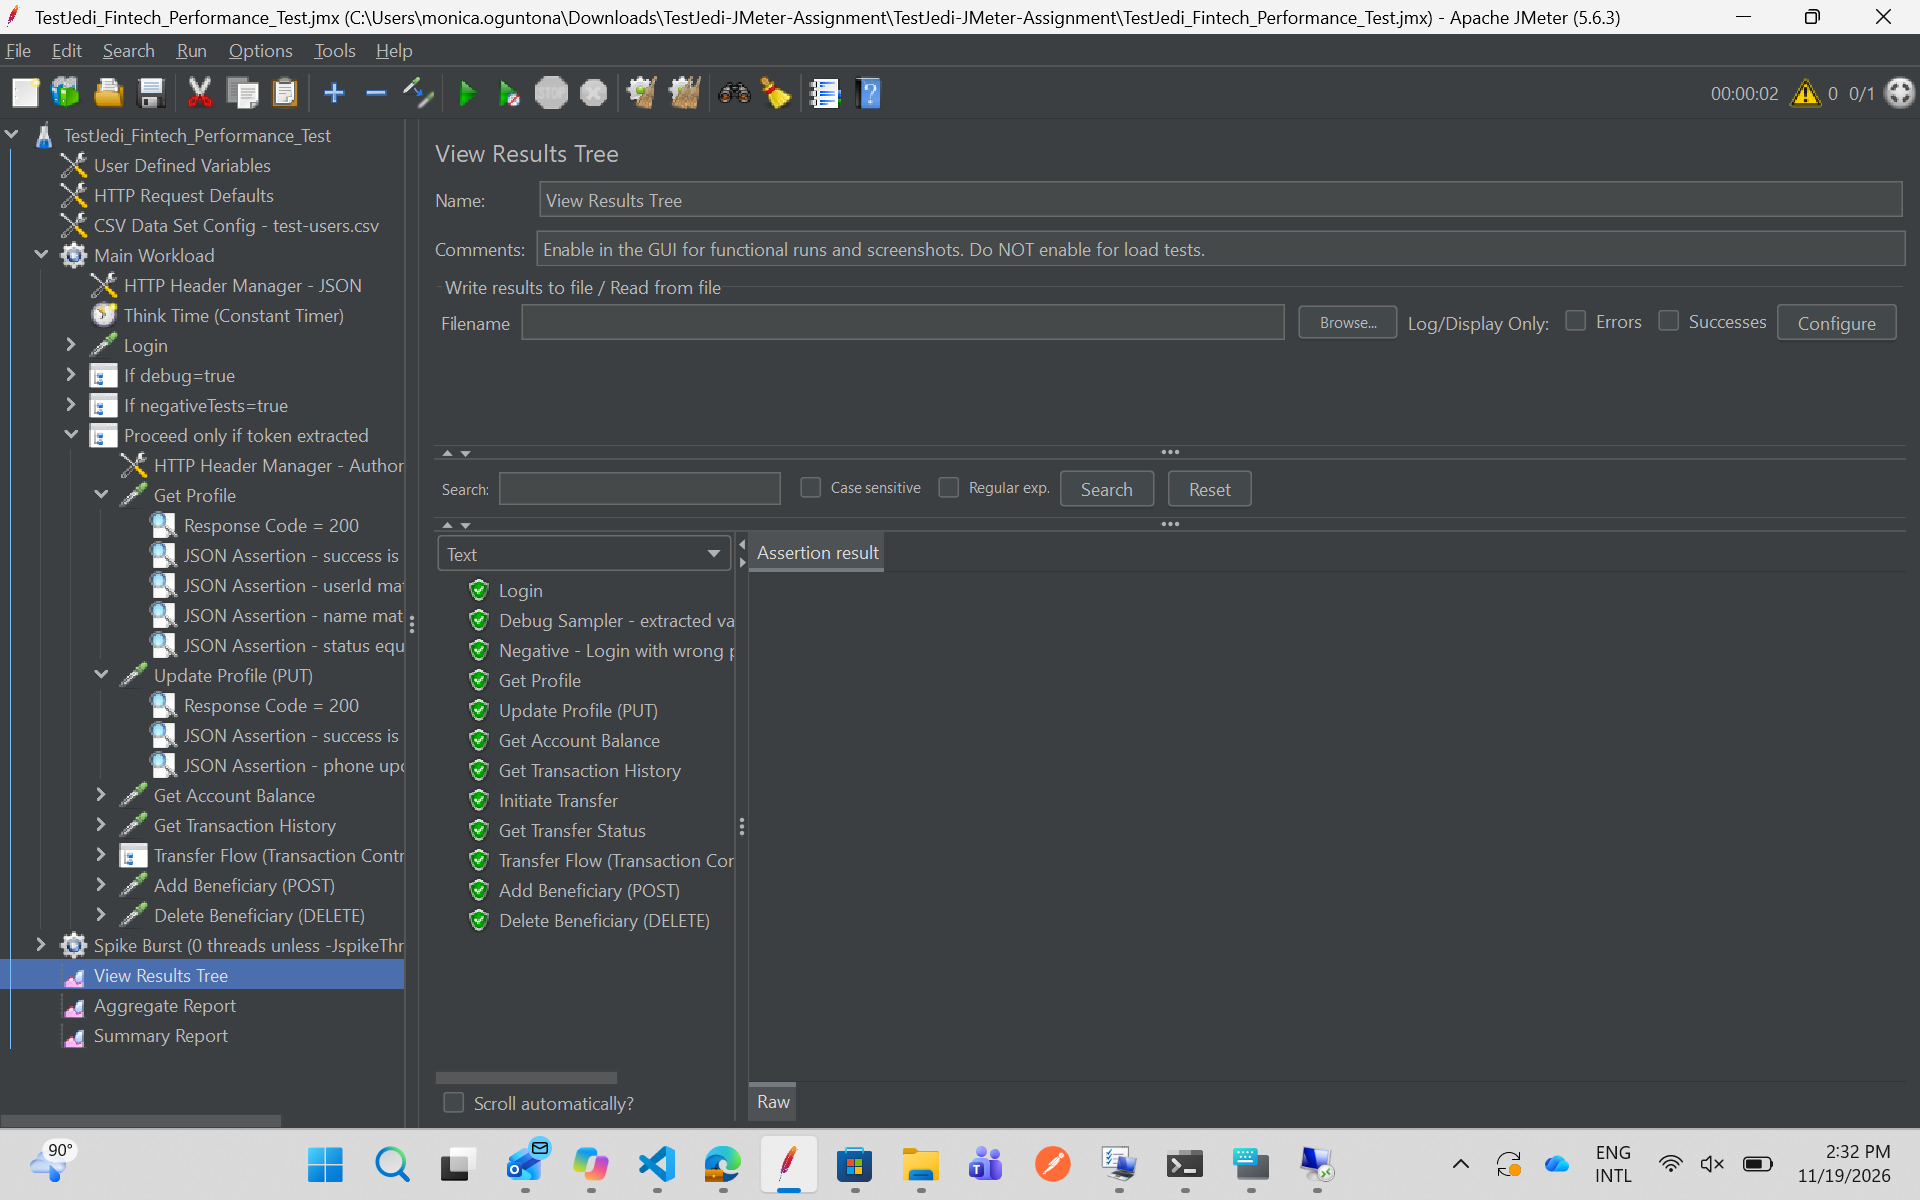 TestJedi_Fintech_Performance_Test.jmx (C:\Users\monica.oguntona\Downloads\TestJedi-JMeter-Assignment\TestJedi-JMeter-Assignment\TestJedi_Fintech_Performance_Test.jmx) - Apache JMeter (5.6.3)
File Edit Search Run Options Tools Help
STOP
00:00:02 0 0/1
TestJedi_Fintech_Performance_Test
User Defined Variables
HTTP Request Defaults
CSV Data Set Config - test-users.csv
Main Workload
HTTP Header Manager - JSON
Think Time (Constant Timer)
Login
If debug=true
If negativeTests=true
Proceed only if token extracted
HTTP Header Manager - Author
Get Profile
Response Code = 200
JSON Assertion - success is
JSON Assertion - userId ma
JSON Assertion - name mat
JSON Assertion - status equ
Update Profile (PUT)
Response Code = 200
JSON Assertion - success is
JSON Assertion - phone upd
Get Account Balance
Get Transaction History
Transfer Flow (Transaction Contr
Add Beneficiary (POST)
Delete Beneficiary (DELETE)
Spike Burst (0 threads unless -JspikeThr
View Results Tree
Aggregate Report
Summary Report
View Results Tree
Name: View Results Tree
Comments: Enable in the GUI for functional runs and screenshots. Do NOT enable for load tests.
Write results to file / Read from file
Filename Browse... Log/Display Only: Errors Successes Configure
Search: Case sensitive Regular exp. Search Reset
Text
Assertion result
Login
Debug Sampler - extracted va
Negative - Login with wrong p
Get Profile
Update Profile (PUT)
Get Account Balance
Get Transaction History
Initiate Transfer
Get Transfer Status
Transfer Flow (Transaction Cor
Add Beneficiary (POST)
Delete Beneficiary (DELETE)
Scroll automatically?
Raw
90°
ENG
INTL
2:32 PM
11/19/2026